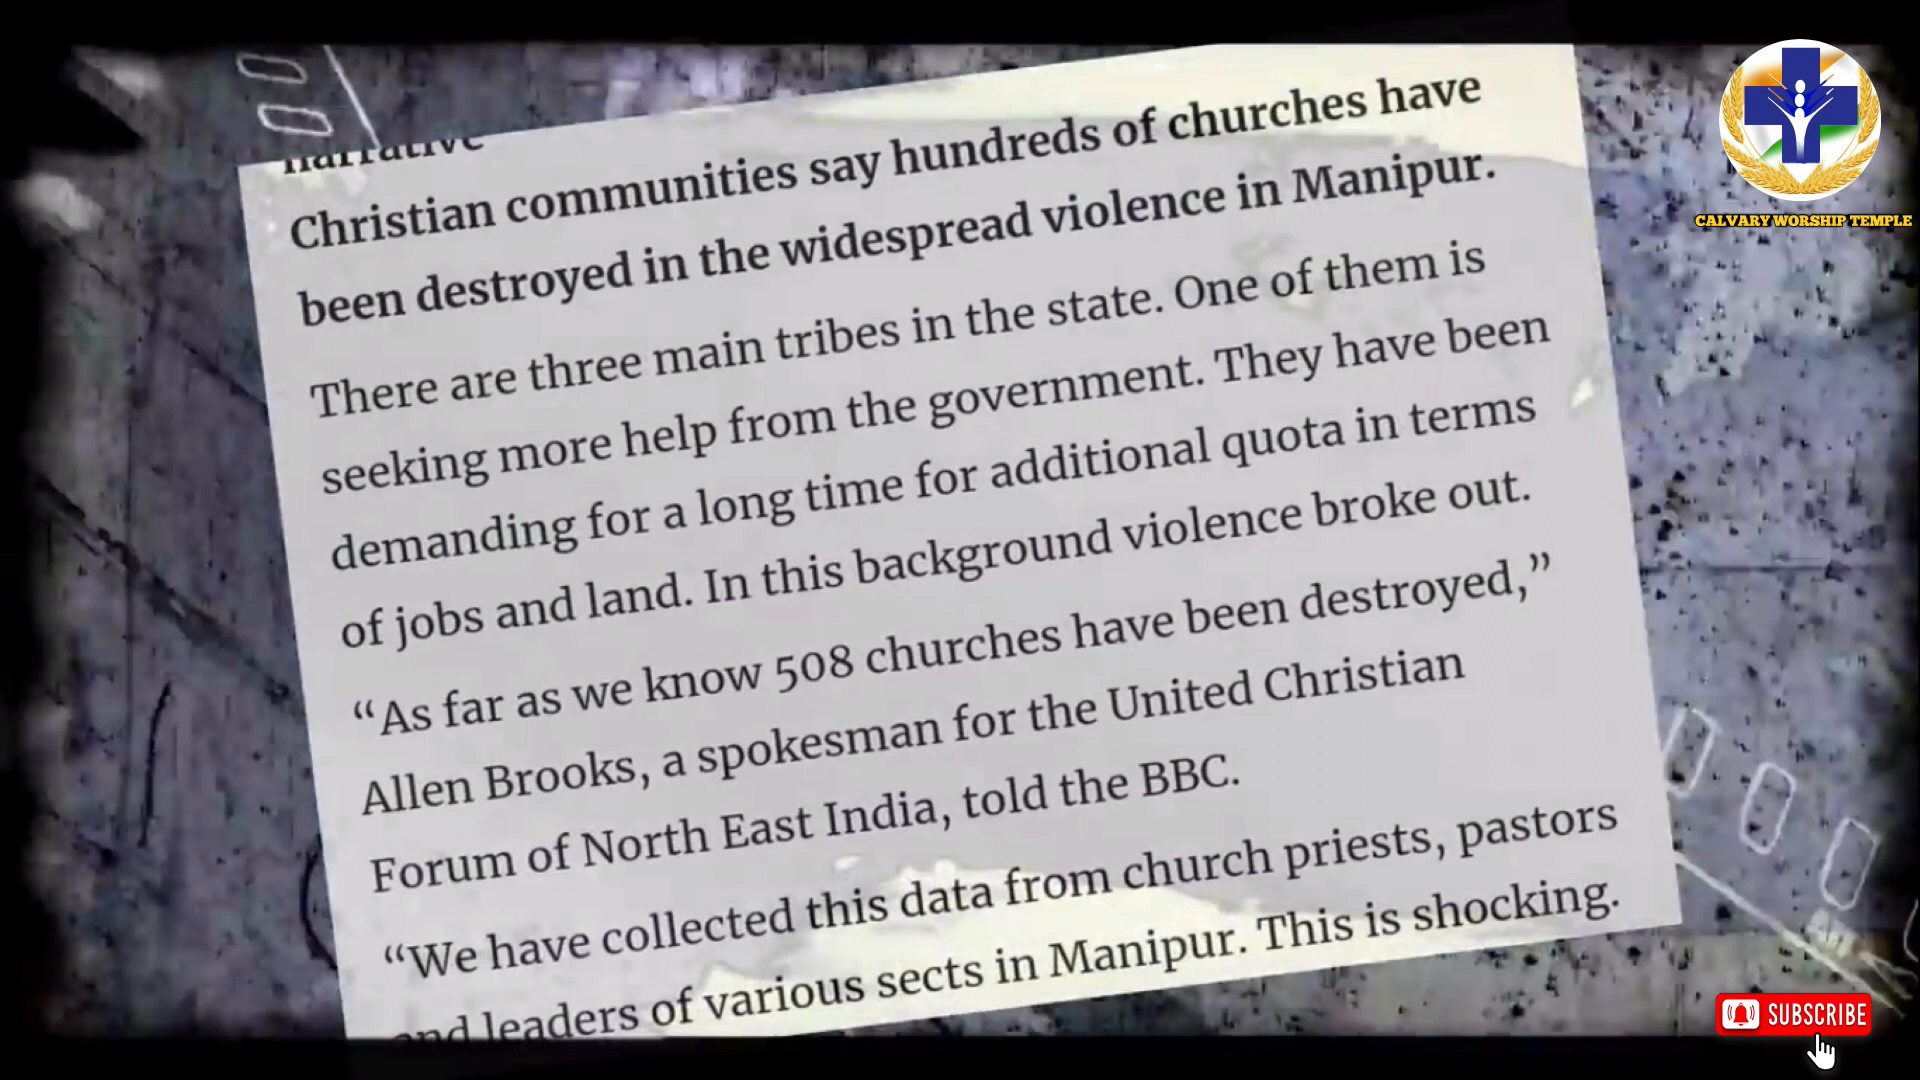 narrative
Christian communities say hundreds of churches have
been destroyed in the widespread violence in Manipur.
There are three main tribes in the state. One of them is
seeking more help from the government. They have been
demanding for a long time for additional quota in terms
of jobs and land. In this background violence broke out.
“As far as we know 508 churches have been destroyed,”
Allen Brooks, a spokesman for the United Christian
Forum of North East India, told the BBC.
“We have collected this data from church priests, pastors
and leaders of various sects in Manipur. This is shocking.
CALVARY WORSHIP TEMPLE
SUBSCRIBE